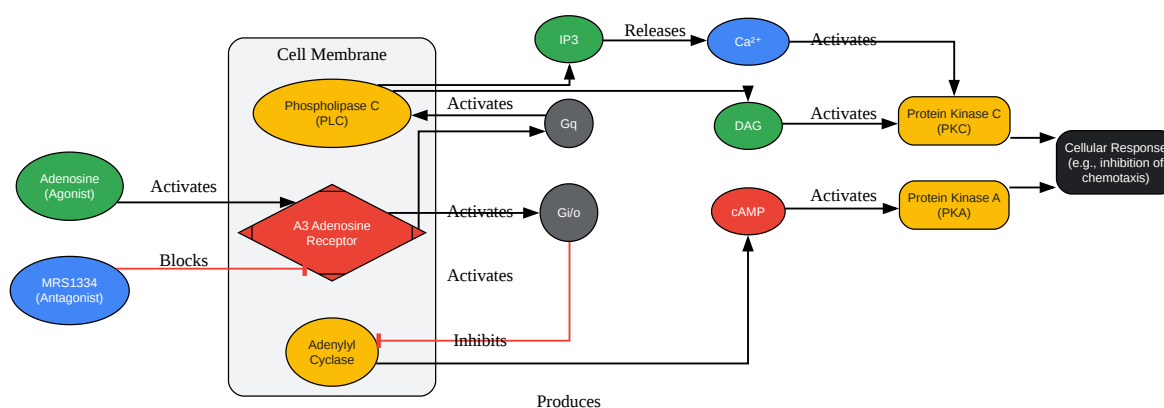 Cell Membrane
IP3
Releases
Ca²⁺
Activates
Phospholipase C
(PLC)
Activates
Gq
DAG
Activates
Protein Kinase C
(PKC)
Cellular Response
(e.g., inhibition of
chemotaxis)
Adenosine
(Agonist)
Activates
A3 Adenosine
Receptor
Activates
Gi/o
cAMP
Activates
Protein Kinase A
(PKA)
MRS1334
(Antagonist)
Blocks
Activates
Adenylyl
Cyclase
Inhibits
Produces